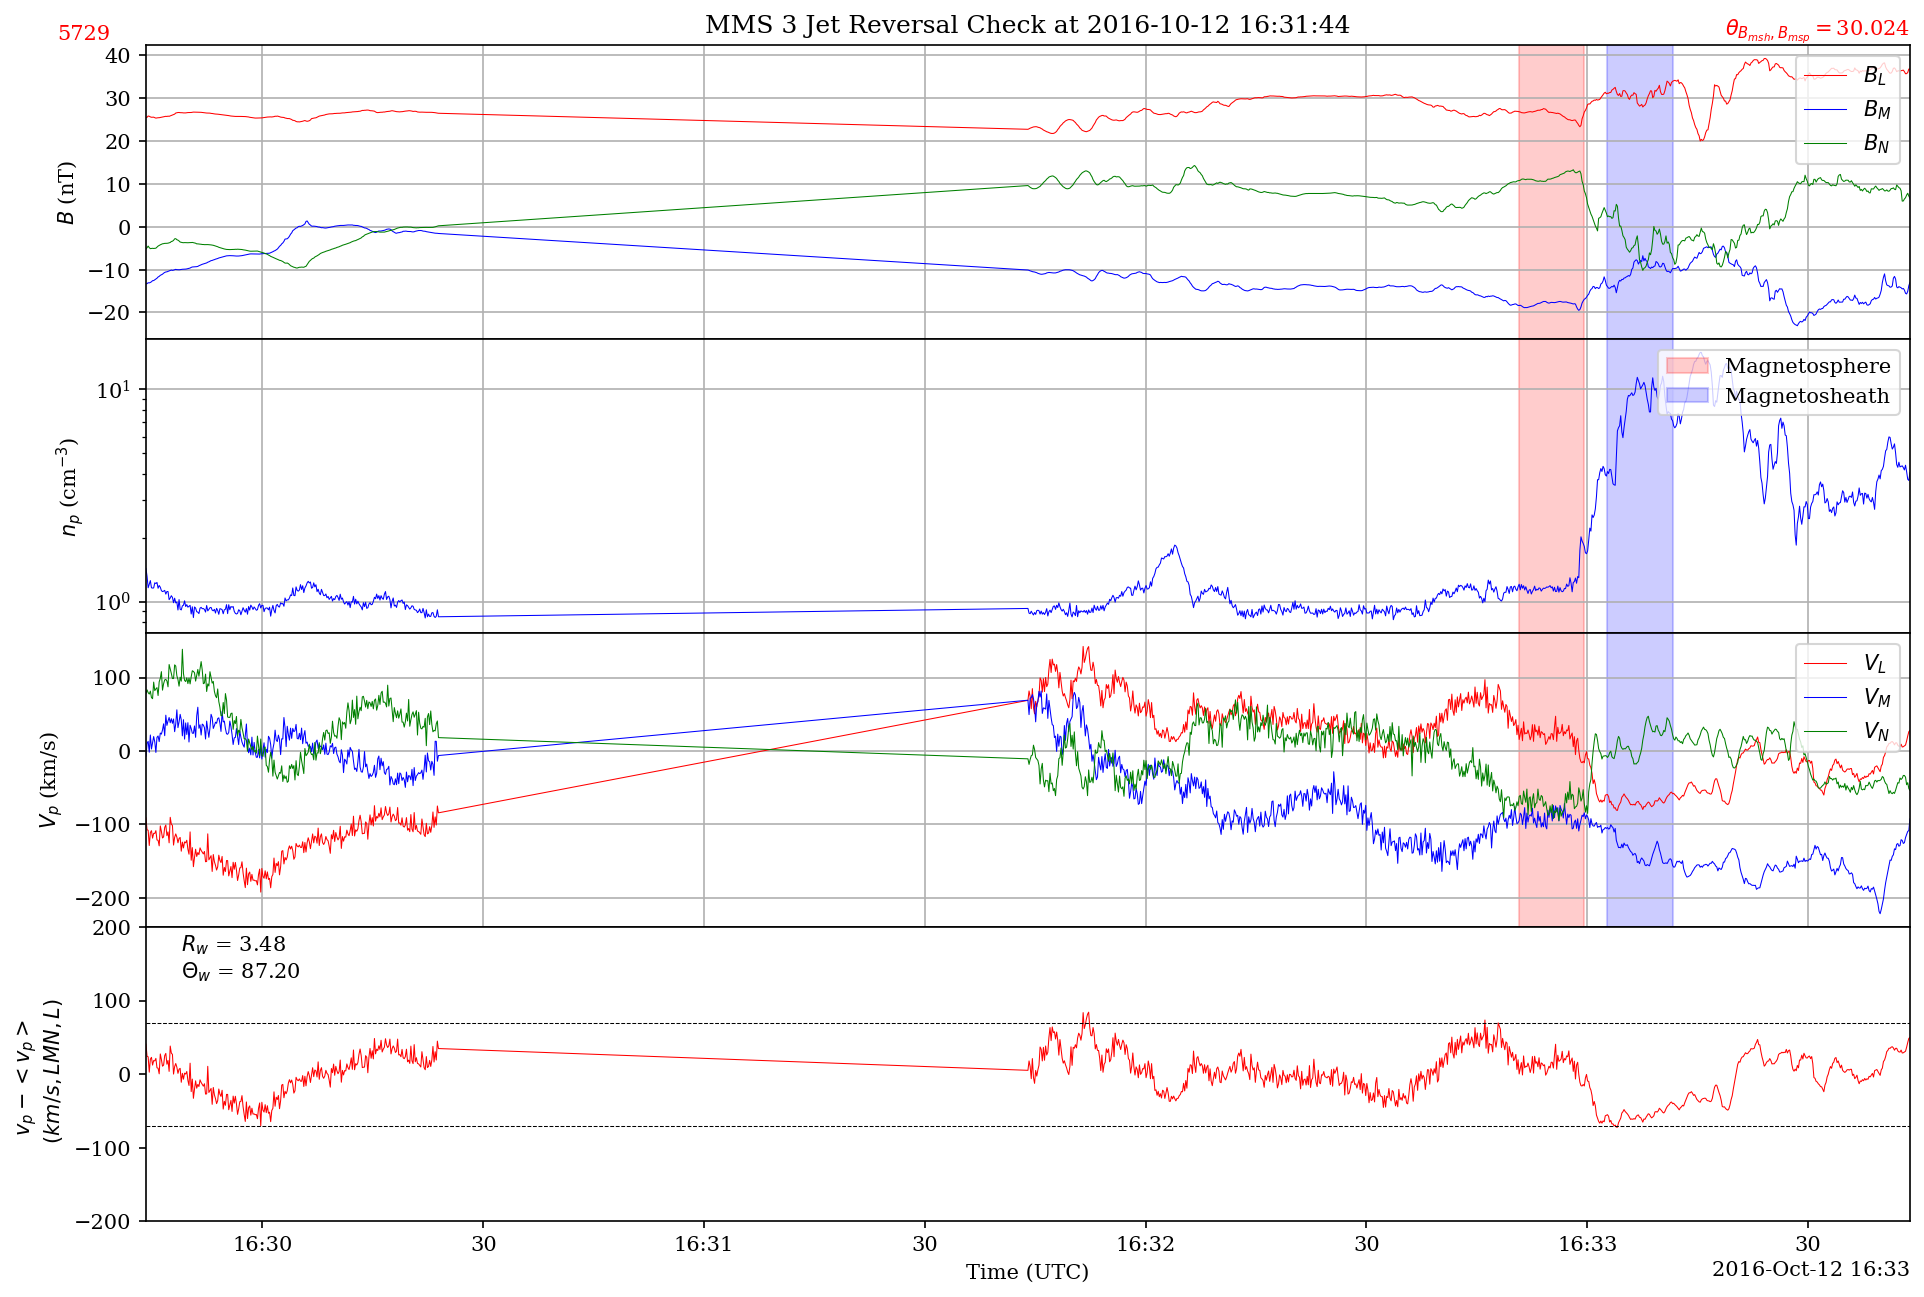 MMS 3 Jet Reversal Check at 2016-10-12 16:31:44
5729
θ_{B_{msh}, B_{msp}} = 30.024
40
30
20
10
0
−10
−20
B (nT)
B_L
B_M
B_N
10^1
10^0
n_p (cm^{−3})
Magnetosphere
Magnetosheath
100
0
−100
−200
V_p (km/s)
V_L
V_M
V_N
200
100
0
−100
−200
v_p − < v_p >
(km/s, LMN, L)
R_w = 3.48
Θ_w = 87.20
16:30
30
16:31
30
16:32
30
16:33
30
Time (UTC)
2016-Oct-12 16:33